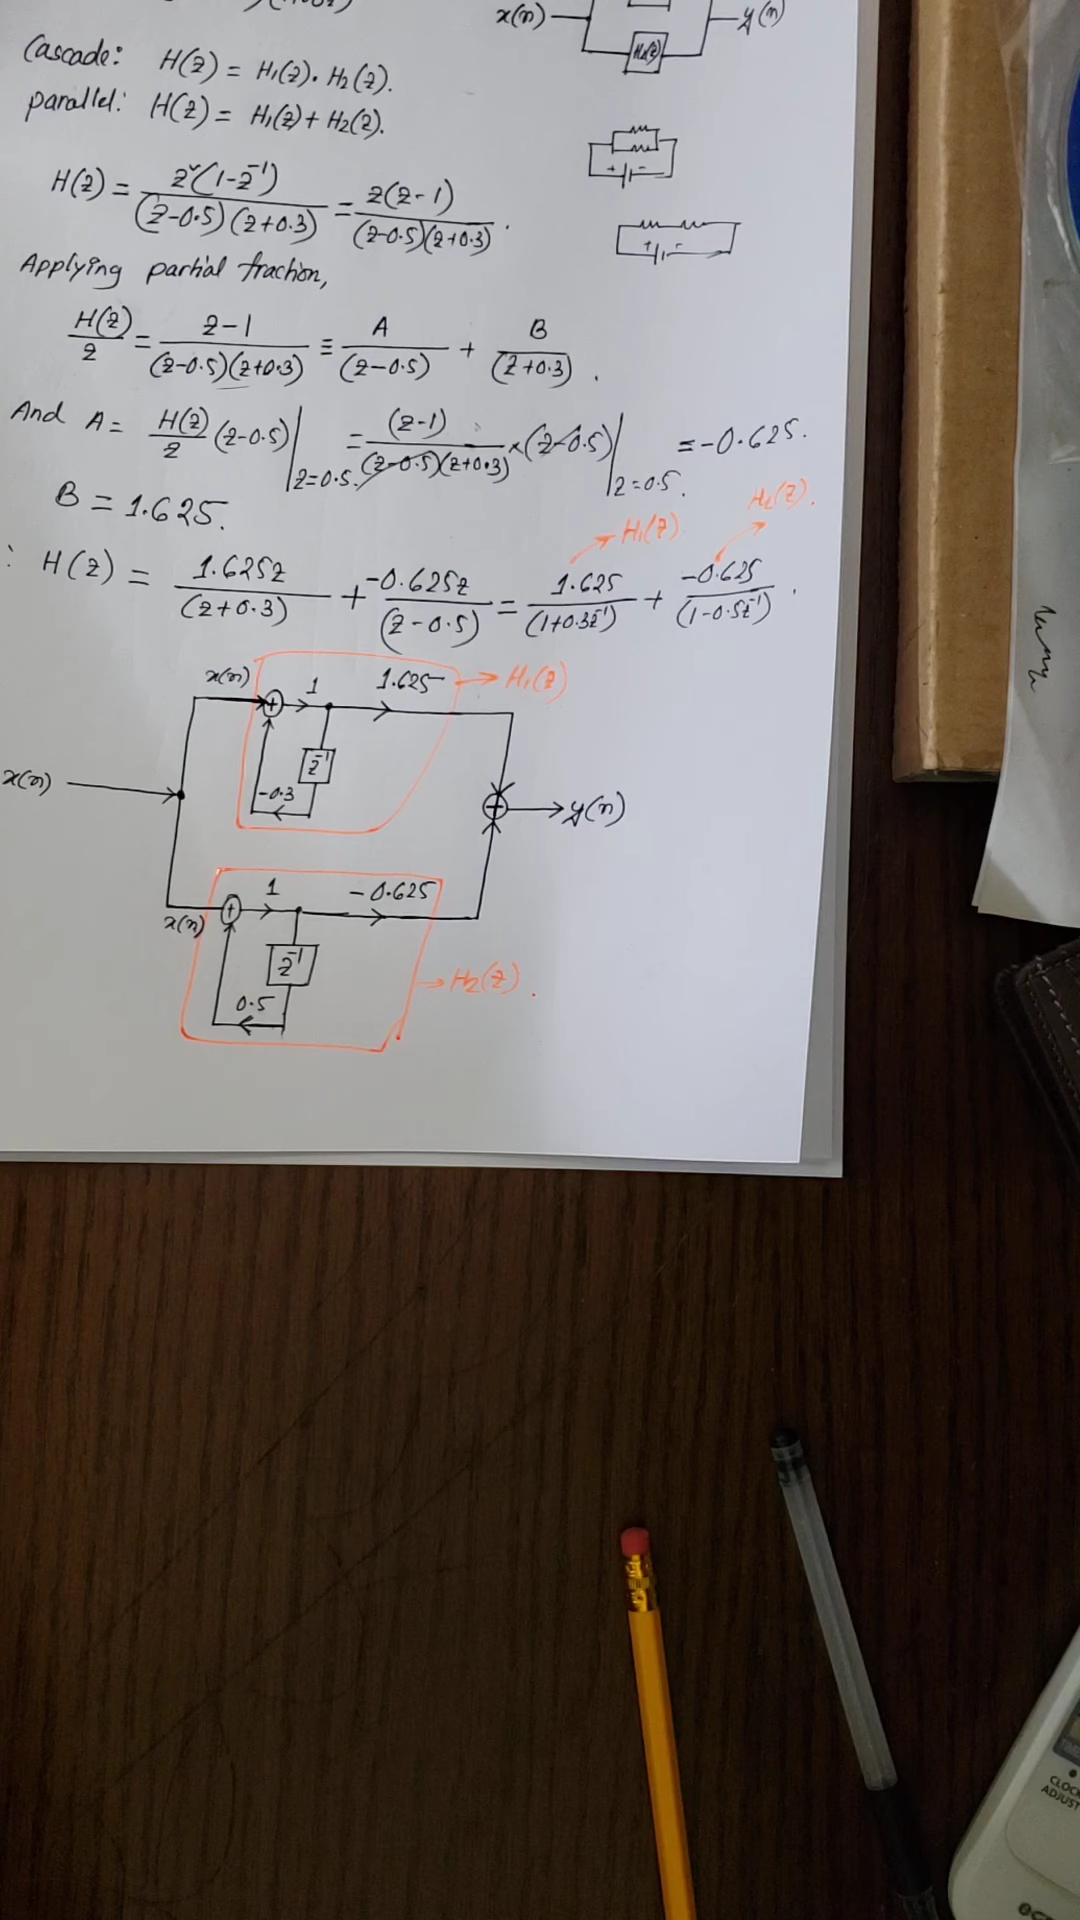 x(n) y(n)
H2(z)
Cascade: H(z) = H1(z). H2(z).
parallel: H(z) = H1(z) + H2(z).
H(z) = z²(1-z⁻¹) / (z-0.5)(z+0.3) = z(z-1) / (z-0.5)(z+0.3) .
+ -
+ -
Applying partial fraction,
H(z)/z = z-1 / (z-0.5)(z+0.3) ≡ A / (z-0.5) + B / (z+0.3) .
And A = H(z)/z (z-0.5)|z=0.5. = (z-1) / (z-0.5)(z+0.3) × (z-0.5)|z=0.5. = -0.625.
B = 1.625.
H1(z). H2(z).
: H(z) = 1.625z / (z+0.3) + -0.625z / (z-0.5) = 1.625 / (1+0.3z⁻¹) + -0.625 / (1-0.5z⁻¹) .
x(n) + 1 1.625 → H1(z)
z⁻¹
-0.3
x(n) + y(n)
x(n) + 1 -0.625
z⁻¹
0.5
→ H2(z) .
CLOCK
ADJUST